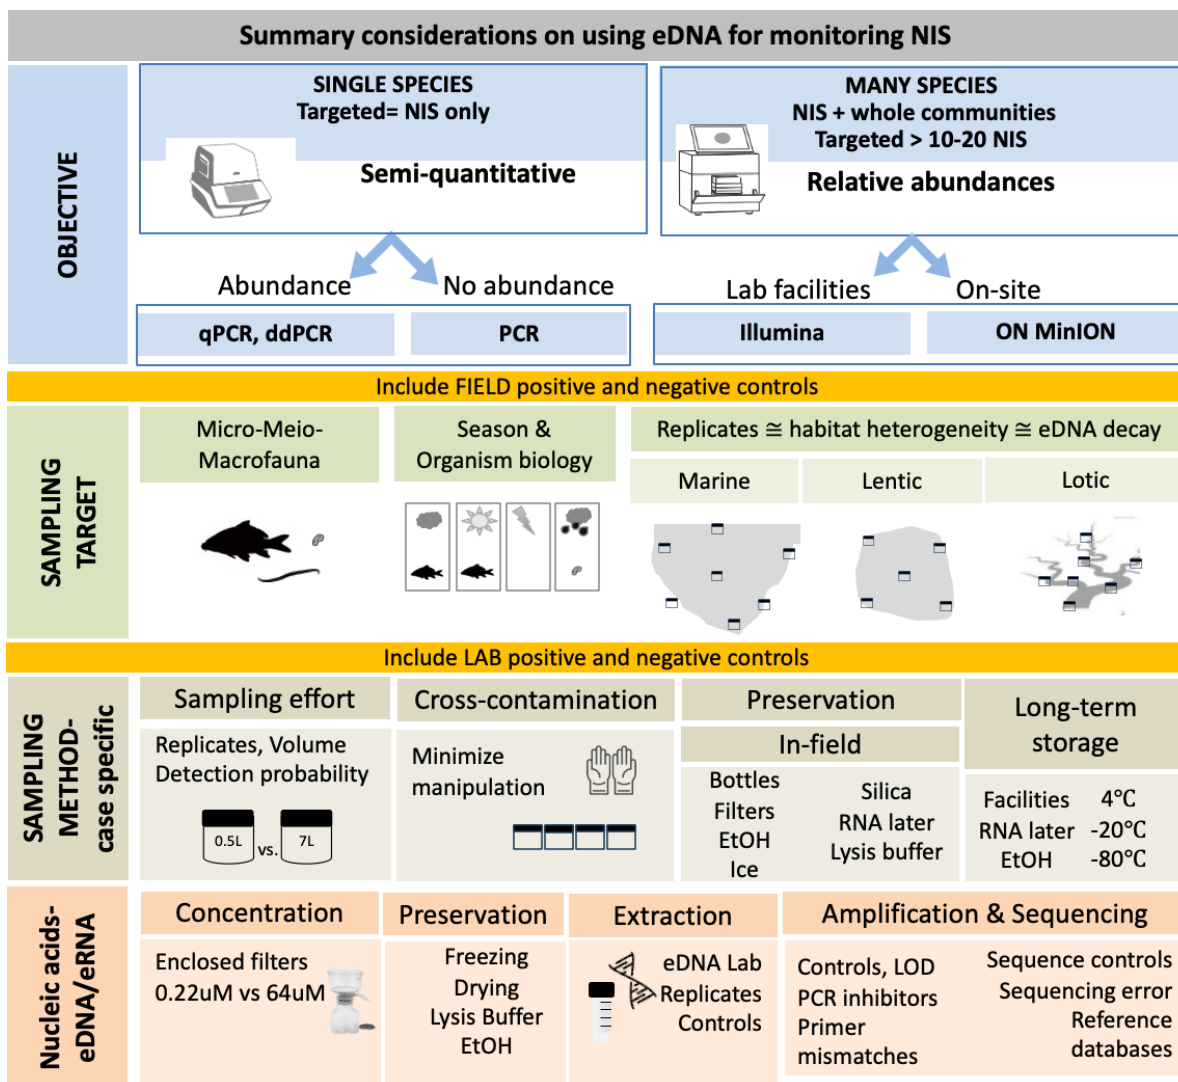 Summary considerations on using eDNA for monitoring NIS
OBJECTIVE
SINGLE SPECIES
Targeted= NIS only
Semi-quantitative
MANY SPECIES
NIS + whole communities
Targeted > 10-20 NIS
Relative abundances
Abundance
No abundance
Lab facilities
On-site
qPCR, ddPCR
PCR
Illumina
ON MinION
Include FIELD positive and negative controls
SAMPLING
TARGET
Micro-Meio-
Macrofauna
Season &
Organism biology
Replicates ≅ habitat heterogeneity ≅ eDNA decay
Marine
Lentic
Lotic
Include LAB positive and negative controls
SAMPLING
METHOD-
case specific
Sampling effort
Replicates, Volume
Detection probability
0.5L
vs.
7L
Cross-contamination
Minimize
manipulation
Preservation
In-field
Bottles
Filters
EtOH
Ice
Silica
RNA later
Lysis buffer
Long-term
storage
Facilities
RNA later
EtOH
4℃
-20℃
-80℃
Nucleic acids-
eDNA/eRNA
Concentration
Enclosed filters
0.22uM vs 64uM
Preservation
Freezing
Drying
Lysis Buffer
EtOH
Extraction
eDNA Lab
Replicates
Controls
Amplification & Sequencing
Controls, LOD
PCR inhibitors
Primer
mismatches
Sequence controls
Sequencing error
Reference
databases